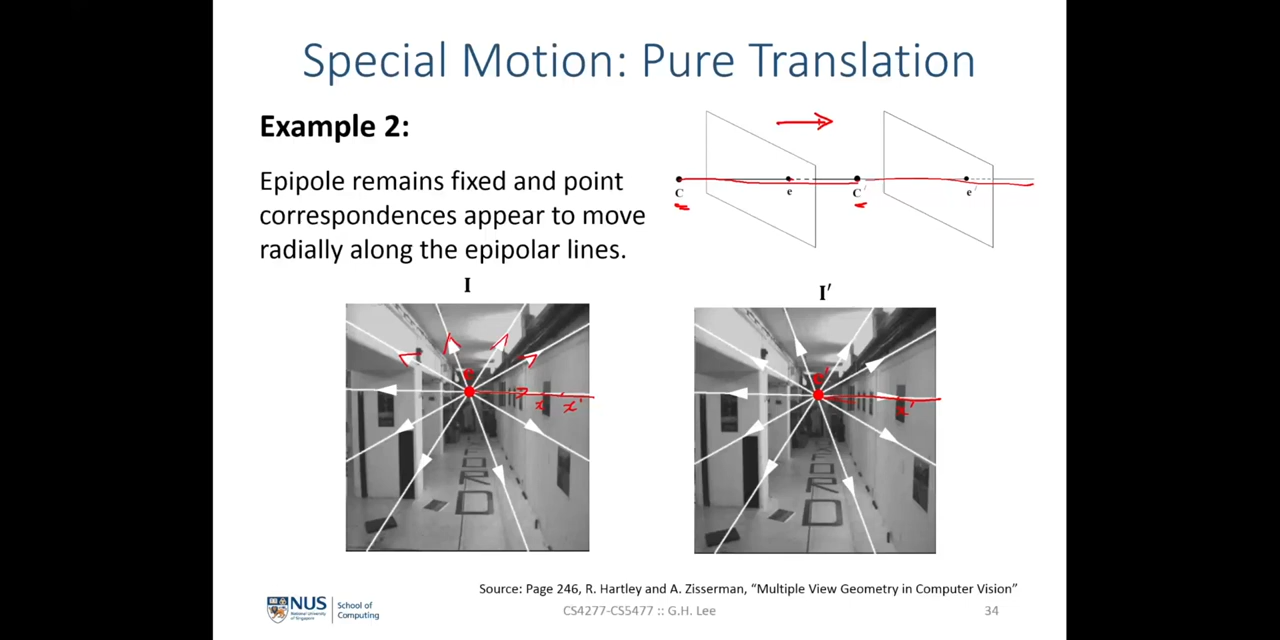 Special Motion: Pure Translation
Example 2:
Epipole remains fixed and point
correspondences appear to move
radially along the epipolar lines.
C
e
C'
e'
I
I'
e
x
x'
e'
x'
Source: Page 246, R. Hartley and A. Zisserman, “Multiple View Geometry in Computer Vision”
NUS
National University
of Singapore
School of
Computing
CS4277-CS5477 :: G.H. Lee
34